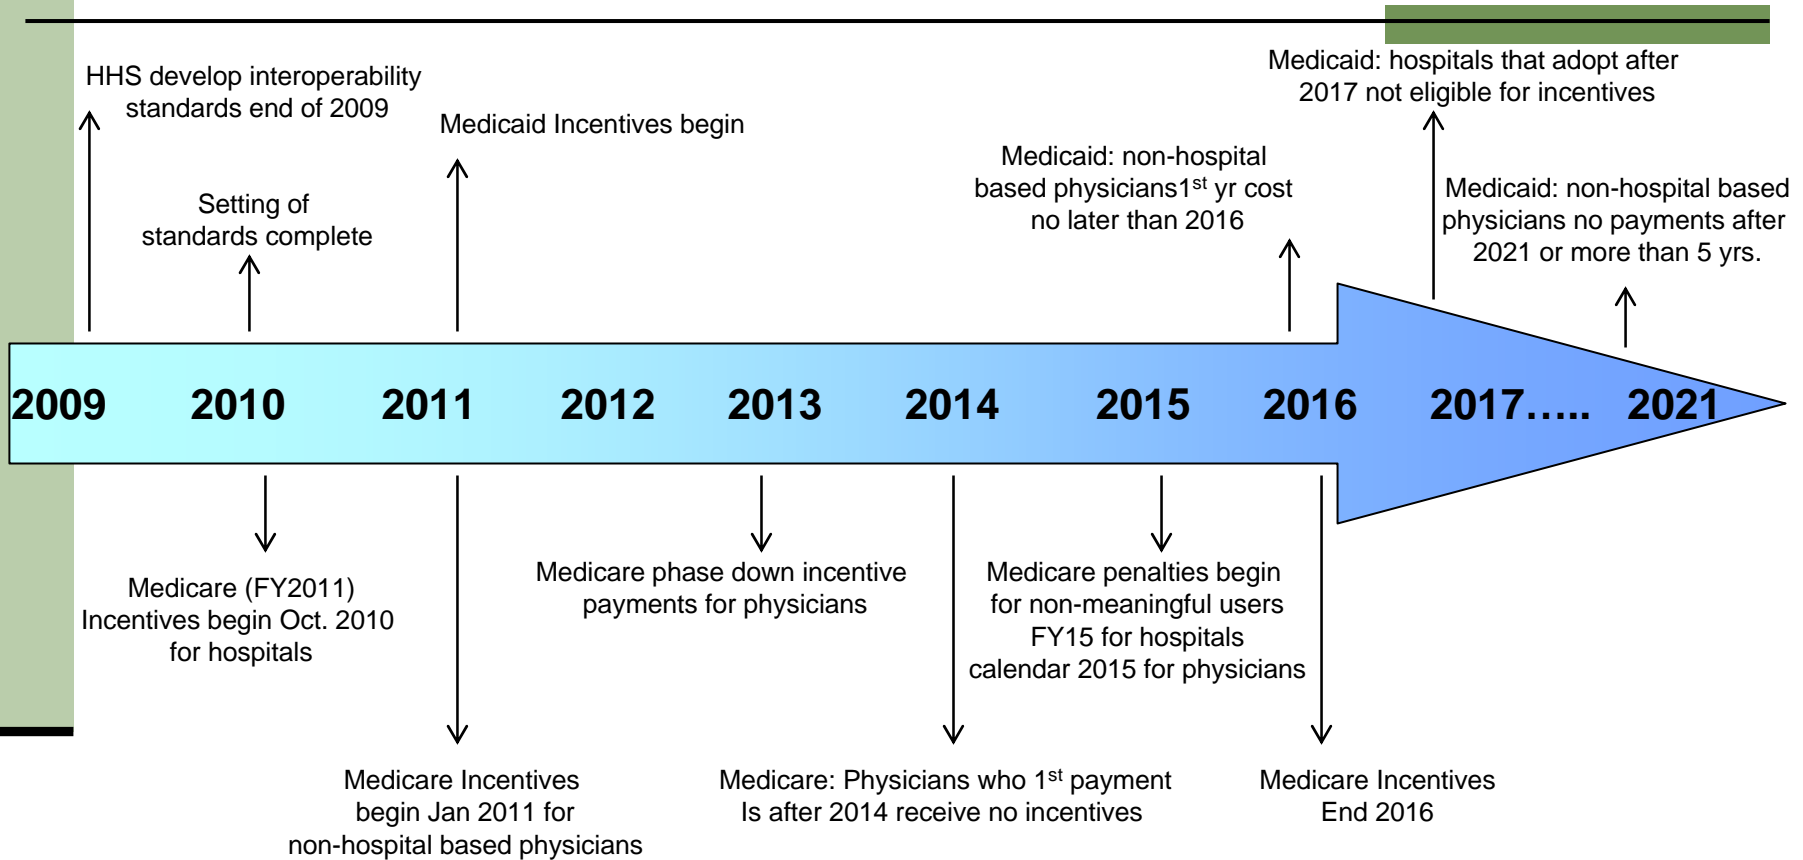 HHS develop interoperability
standards end of 2009
Medicaid Incentives begin
Setting of
standards complete
Medicaid: non-hospital
based physicians1st yr cost
no later than 2016
Medicaid: hospitals that adopt after
2017 not eligible for incentives
Medicaid: non-hospital based
physicians no payments after
2021 or more than 5 yrs.
2009 2010 2011 2012 2013 2014 2015 2016 2017….. 2021
Medicare (FY2011)
Incentives begin Oct. 2010
for hospitals
Medicare phase down incentive
payments for physicians
Medicare penalties begin
for non-meaningful users
FY15 for hospitals
calendar 2015 for physicians
Medicare Incentives
begin Jan 2011 for
non-hospital based physicians
Medicare: Physicians who 1st payment
Is after 2014 receive no incentives
Medicare Incentives
End 2016